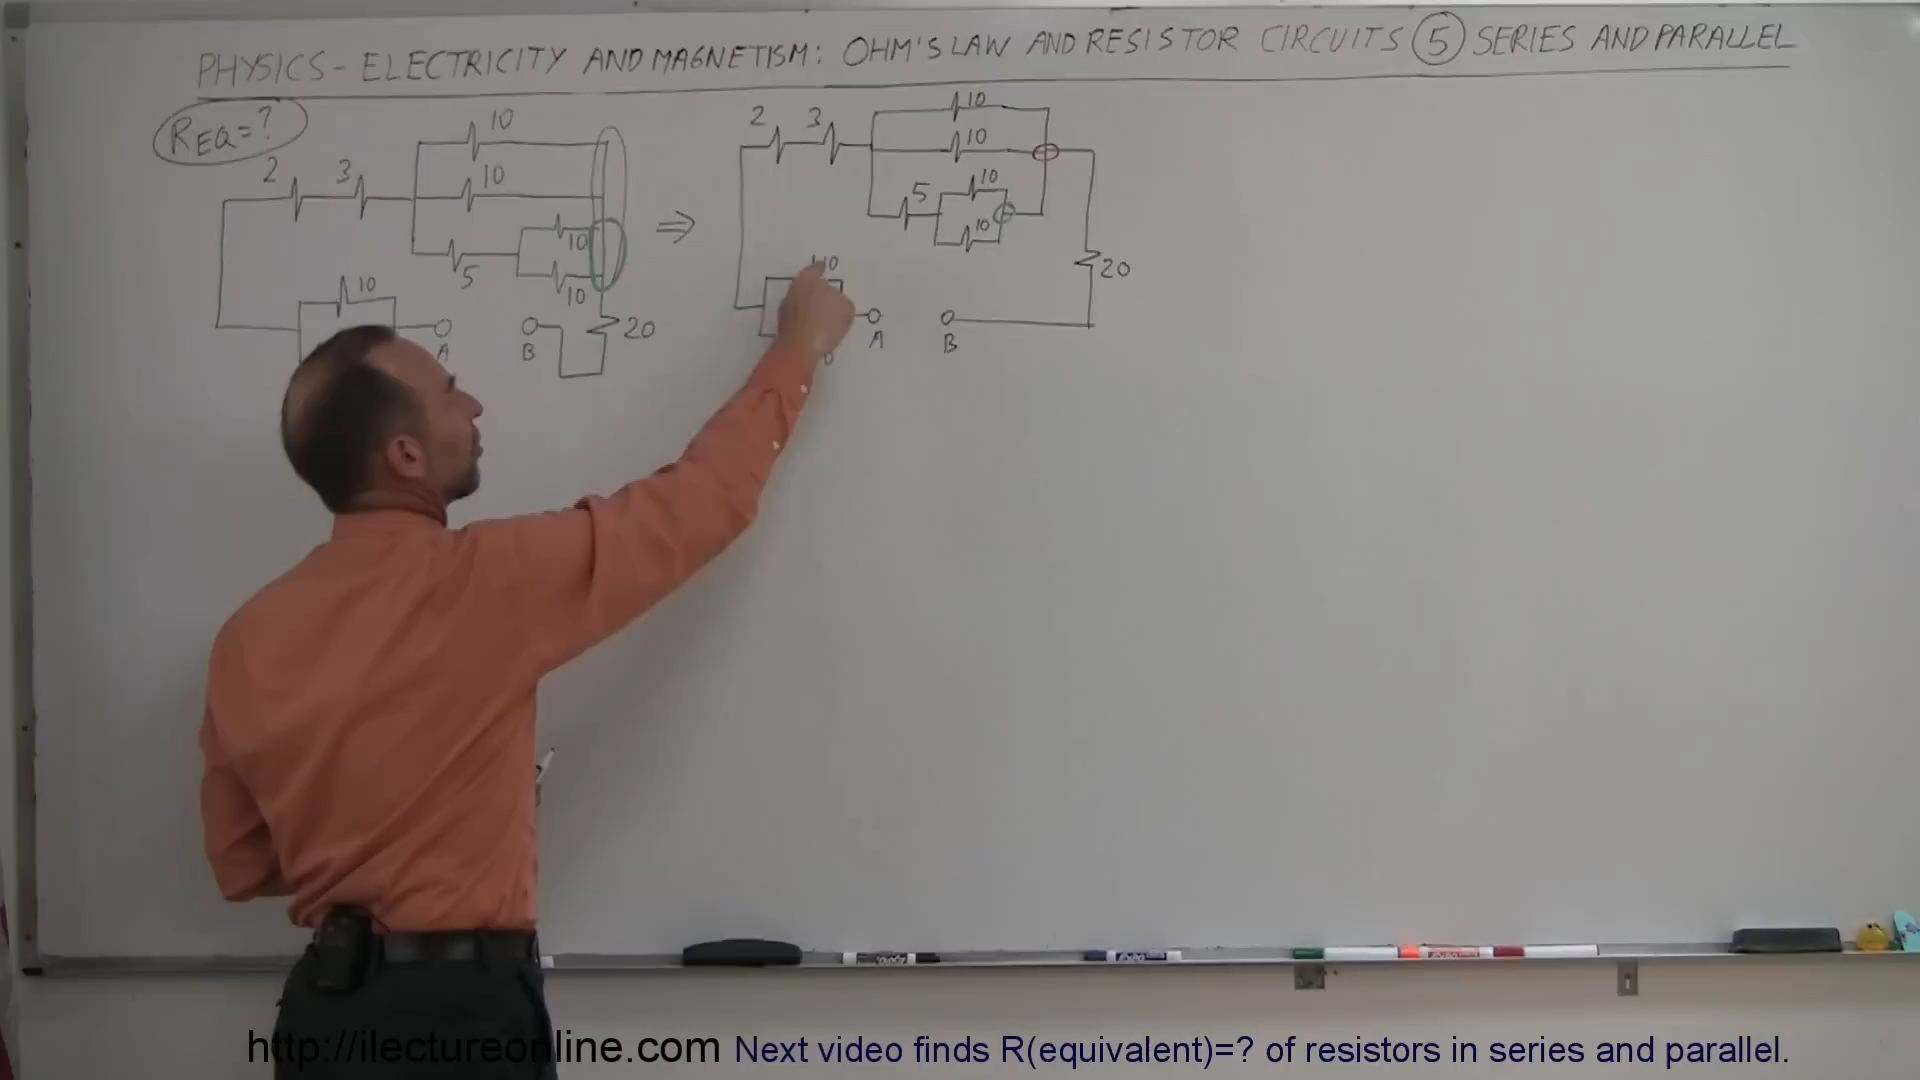 PHYSICS - ELECTRICITY AND MAGNETISM: OHM'S LAW AND RESISTOR CIRCUITS 5 SERIES AND PARALLEL
REQ = ?
2 3 10
10
10
5
10
10
A B 20
2 3 10
10
5 10
10
10
A B 20
http://ilectureonline.com Next video finds R(equivalent)=? of resistors in series and parallel.